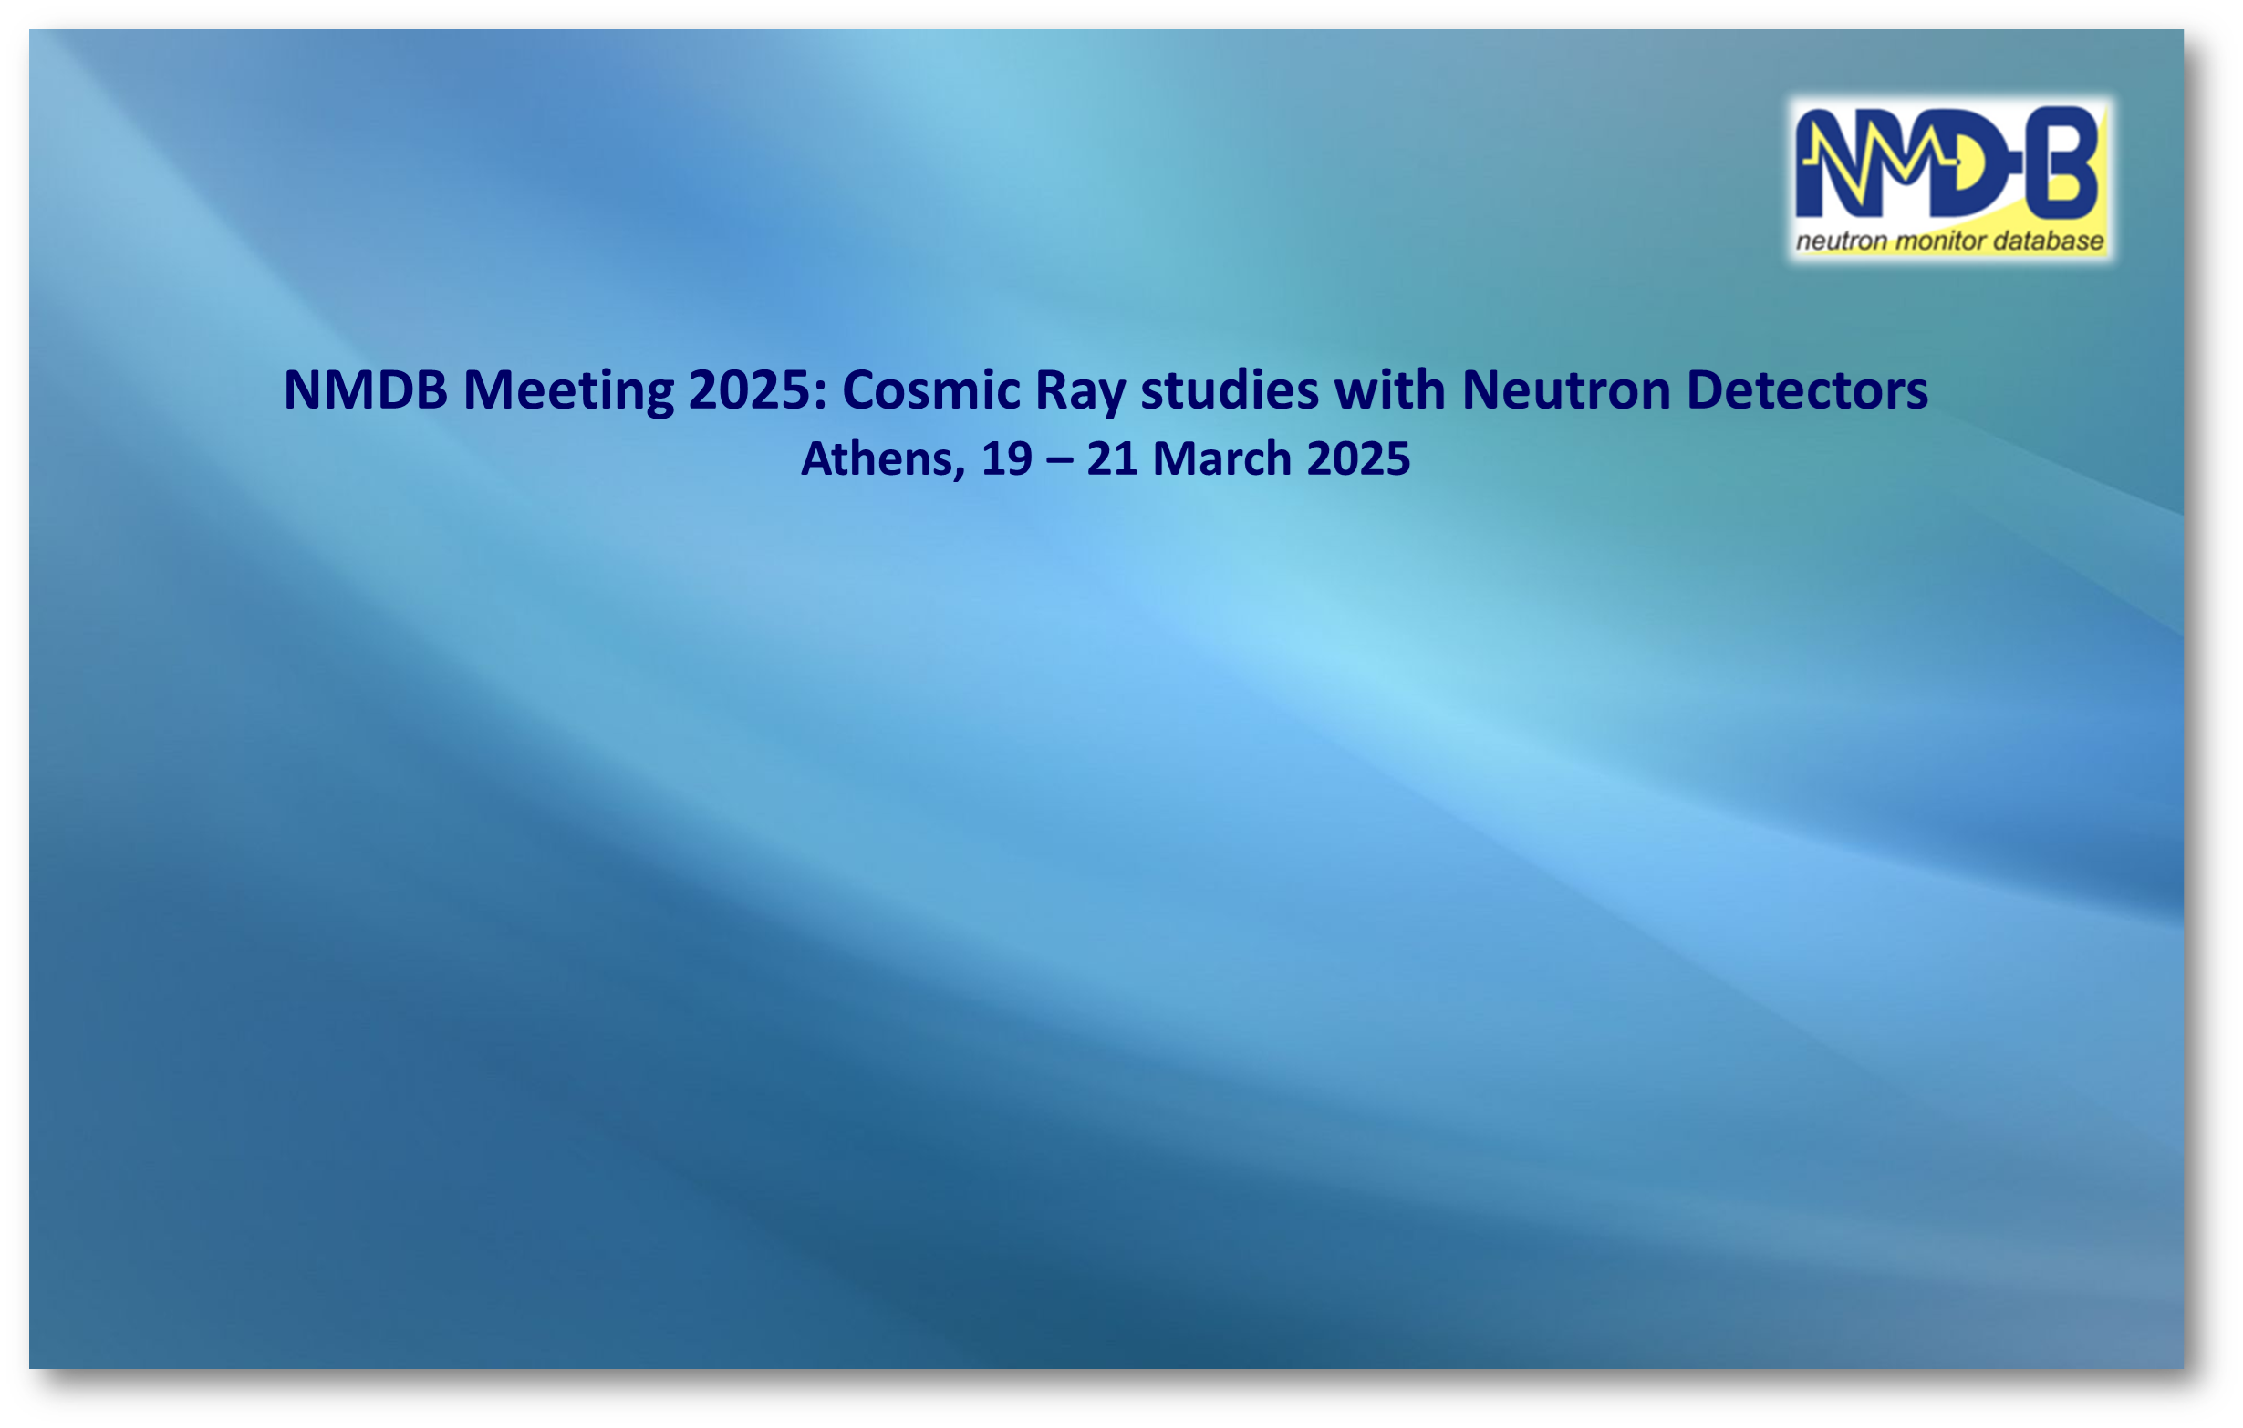 NMDB
neutron monitor database
NMDB Meeting 2025: Cosmic Ray studies with Neutron Detectors
Athens, 19 – 21 March 2025